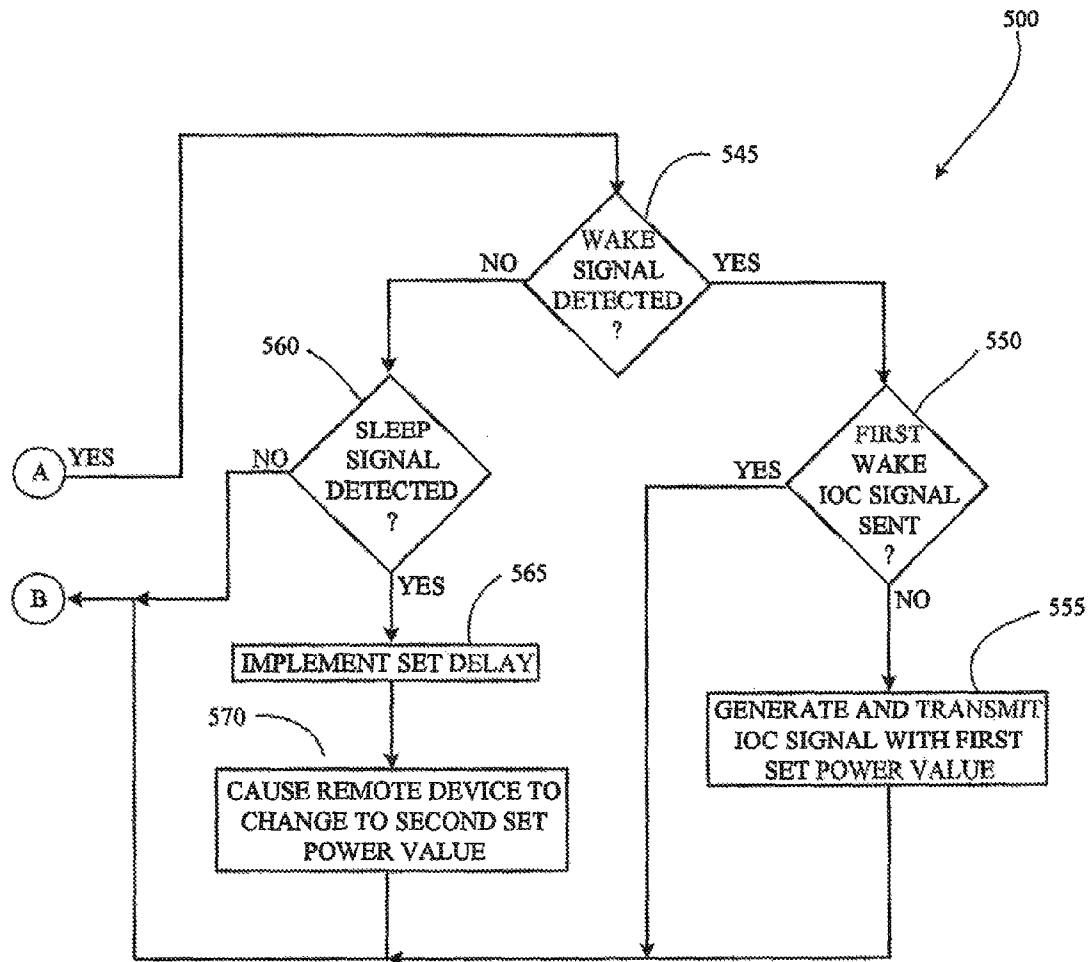 500
545
WAKE
SIGNAL
DETECTED
?
NO
YES
560
550
SLEEP
SIGNAL
DETECTED
?
FIRST
WAKE
IOC SIGNAL
SENT
?
A
YES
NO
YES
B
YES
565
NO
555
IMPLEMENT SET DELAY
570
GENERATE AND TRANSMIT
IOC SIGNAL WITH FIRST
SET POWER VALUE
CAUSE REMOTE DEVICE TO
CHANGE TO SECOND SET
POWER VALUE